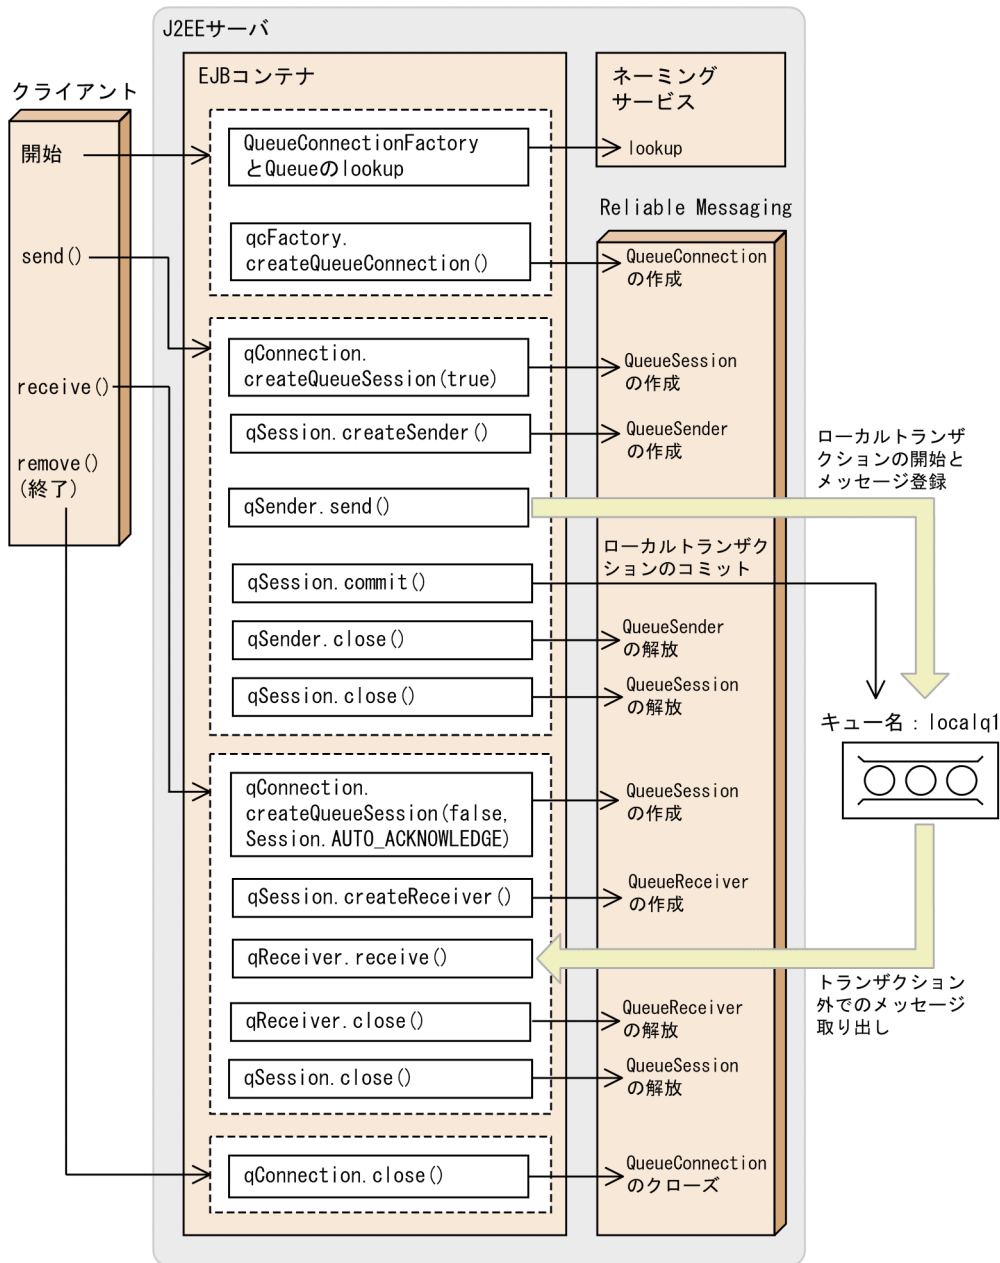 J2EEサーバ
クライアント
開始
send()
receive()
remove()
(終了)
EJBコンテナ
QueueConnectionFactory
とQueueのlookup
qcFactory.
createQueueConnection()
qConnection.
createQueueSession(true)
qSession.createSender()
qSender.send()
qSession.commit()
qSender.close()
qSession.close()
qConnection.
createQueueSession(false,
Session.AUTO_ACKNOWLEDGE)
qSession.createReceiver()
qReceiver.receive()
qReceiver.close()
qSession.close()
qConnection.close()
ネーミング
サービス
lookup
Reliable Messaging
QueueConnection
の作成
QueueSession
の作成
QueueSender
の作成
ローカルトランザク
ションのコミット
QueueSender
の解放
QueueSession
の解放
QueueSession
の作成
QueueReceiver
の作成
QueueReceiver
の解放
QueueSession
の解放
QueueConnection
のクローズ
ローカルトランザ
クションの開始と
メッセージ登録
キュー名：localq1
トランザクション
外でのメッセージ
取り出し